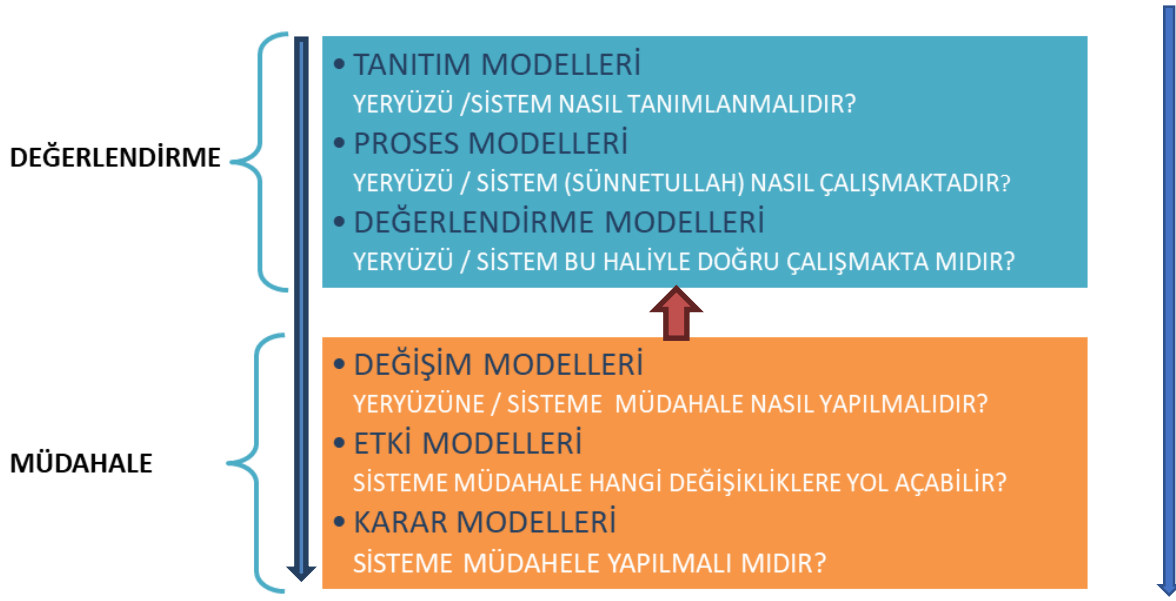 DEĞERLENDİRME
• TANITIM MODELLERİ
YERYÜZÜ /SİSTEM NASIL TANIMLANMALIDIR?
• PROSES MODELLERİ
YERYÜZÜ / SİSTEM (SÜNNETULLAH) NASIL ÇALIŞMAKTADIR?
• DEĞERLENDİRME MODELLERİ
YERYÜZÜ / SİSTEM BU HALİYLE DOĞRU ÇALIŞMAKTA MIDIR?
MÜDAHALE
• DEĞİŞİM MODELLERİ
YERYÜZÜNE / SİSTEME MÜDAHALE NASIL YAPILMALIDIR?
• ETKİ MODELLERİ
SİSTEME MÜDAHALE HANGİ DEĞİŞİKLİKLERE YOL AÇABİLİR?
• KARAR MODELLERİ
SİSTEME MÜDAHELE YAPILMALI MIDIR?